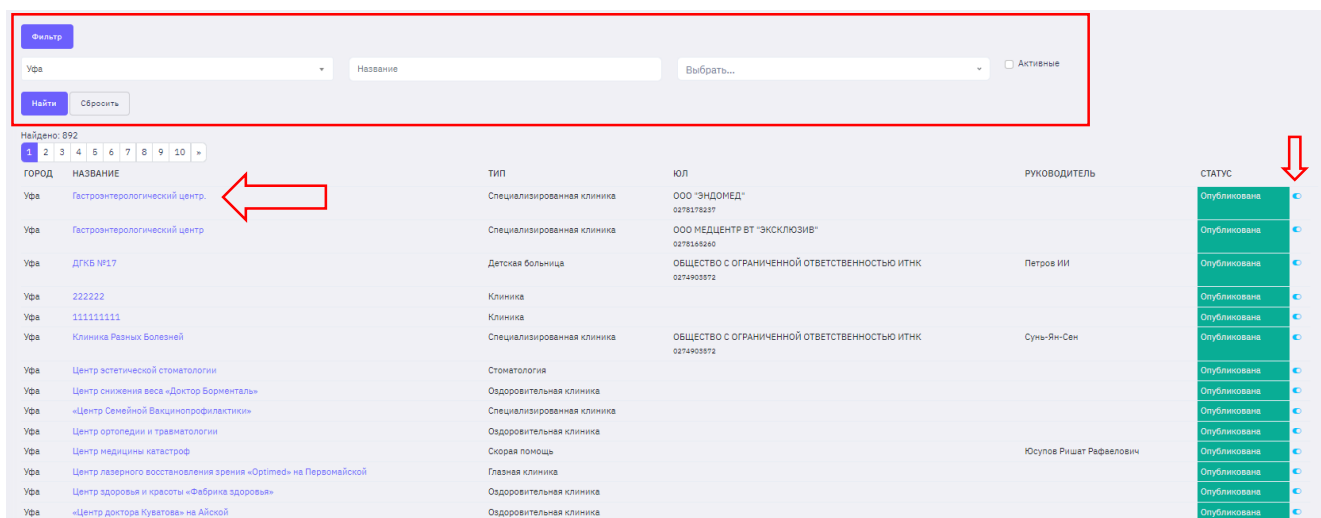 Фильтр
Уфа Название Выбрать... Активные
Найти Сбросить
Найдено: 892
1 2 3 4 5 6 7 8 9 10 »
ГОРОД НАЗВАНИЕ ТИП ЮЛ РУКОВОДИТЕЛЬ СТАТУС
Уфа Гастроэнтерологический центр. Специализированная клиника ООО "ЭНДОМЕД" Опубликована
0278178237
Уфа Гастроэнтерологический центр Специализированная клиника ООО МЕДЦЕНТР ВТ "ЭКСКЛЮЗИВ" Опубликована
0278165260
Уфа ДГКБ №17 Детская больница ОБЩЕСТВО С ОГРАНИЧЕННОЙ ОТВЕТСТВЕННОСТЬЮ ИТНК Петров ИИ Опубликована
0274903572
Уфа 222222 Клиника Опубликована
Уфа 111111111 Клиника Опубликована
Уфа Клиника Разных Болезней Специализированная клиника ОБЩЕСТВО С ОГРАНИЧЕННОЙ ОТВЕТСТВЕННОСТЬЮ ИТНК Сунь-Ян-Сен Опубликована
0274903572
Уфа Центр эстетической стоматологии Стоматология Опубликована
Уфа Центр снижения веса «Доктор Борменталь» Оздоровительная клиника Опубликована
Уфа «Центр Семейной Вакцинопрофилактики» Специализированная клиника Опубликована
Уфа Центр ортопедии и травматологии Оздоровительная клиника Опубликована
Уфа Центр медицины катастроф Скорая помощь Юсупов Ришат Рафаелович Опубликована
Уфа Центр лазерного восстановления зрения «Optimed» на Первомайской Глазная клиника Опубликована
Уфа Центр здоровья и красоты «Фабрика здоровья» Оздоровительная клиника Опубликована
Уфа «Центр доктора Куватова» на Айской Оздоровительная клиника Опубликована